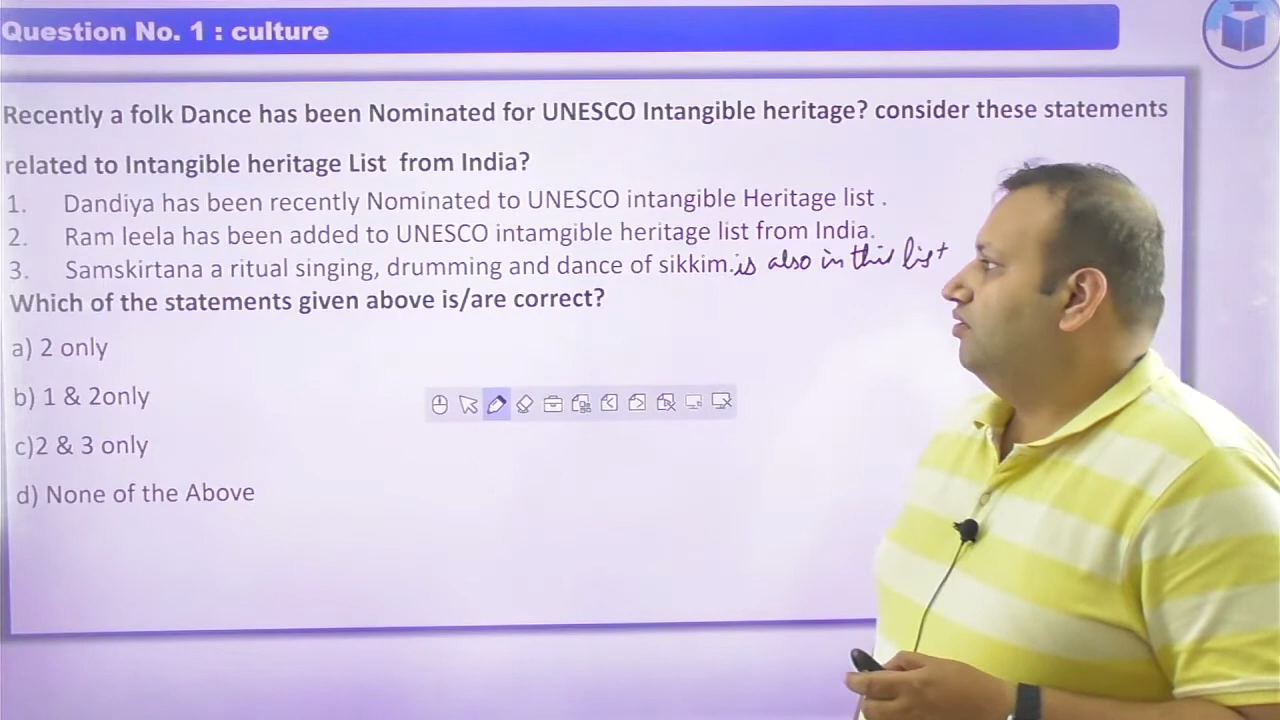 Question No. 1 : culture
Recently a folk Dance has been Nominated for UNESCO Intangible heritage? consider these statements
related to Intangible heritage List from India?
1. Dandiya has been recently Nominated to UNESCO intangible Heritage list .
2. Ram leela has been added to UNESCO intamgible heritage list from India.
3. Samskirtana a ritual singing, drumming and dance of sikkim. is also in this list
Which of the statements given above is/are correct?
a) 2 only
b) 1 & 2only
c)2 & 3 only
d) None of the Above